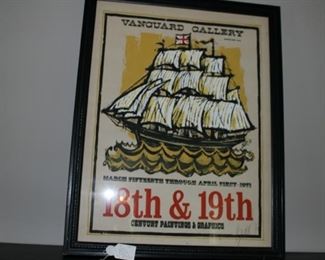 VANGUARD GALLERY
MARCH FIFTEENTH THROUGH APRIL FIRST · 1971
18th & 19th
CENTURY PAINTINGS & GRAPHICS